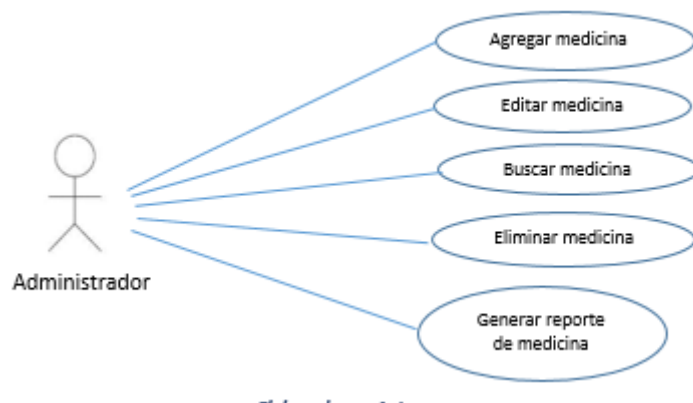 Agregar medicina
Editar medicina
Buscar medicina
Eliminar medicina
Administrador
Generar reporte
de medicina